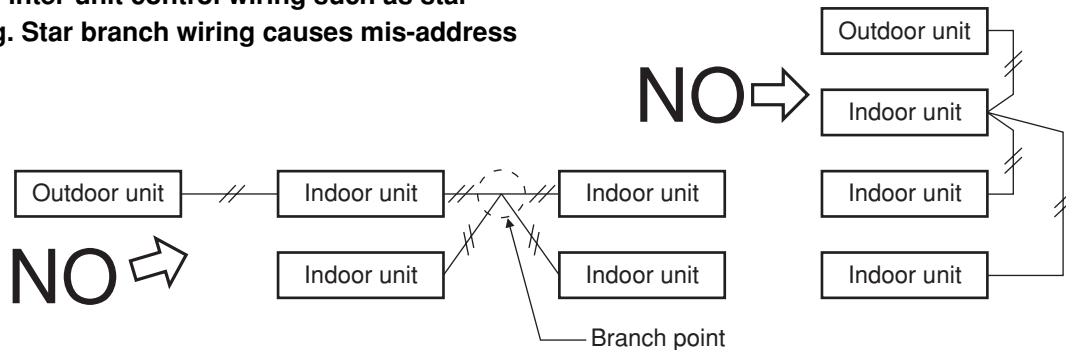 inter-unit control wiring such as star
g. Star branch wiring causes mis-address
NO
Outdoor unit
Indoor unit
Indoor unit
Indoor unit
Outdoor unit
Indoor unit
Indoor unit
NO
Indoor unit
Indoor unit
Branch point